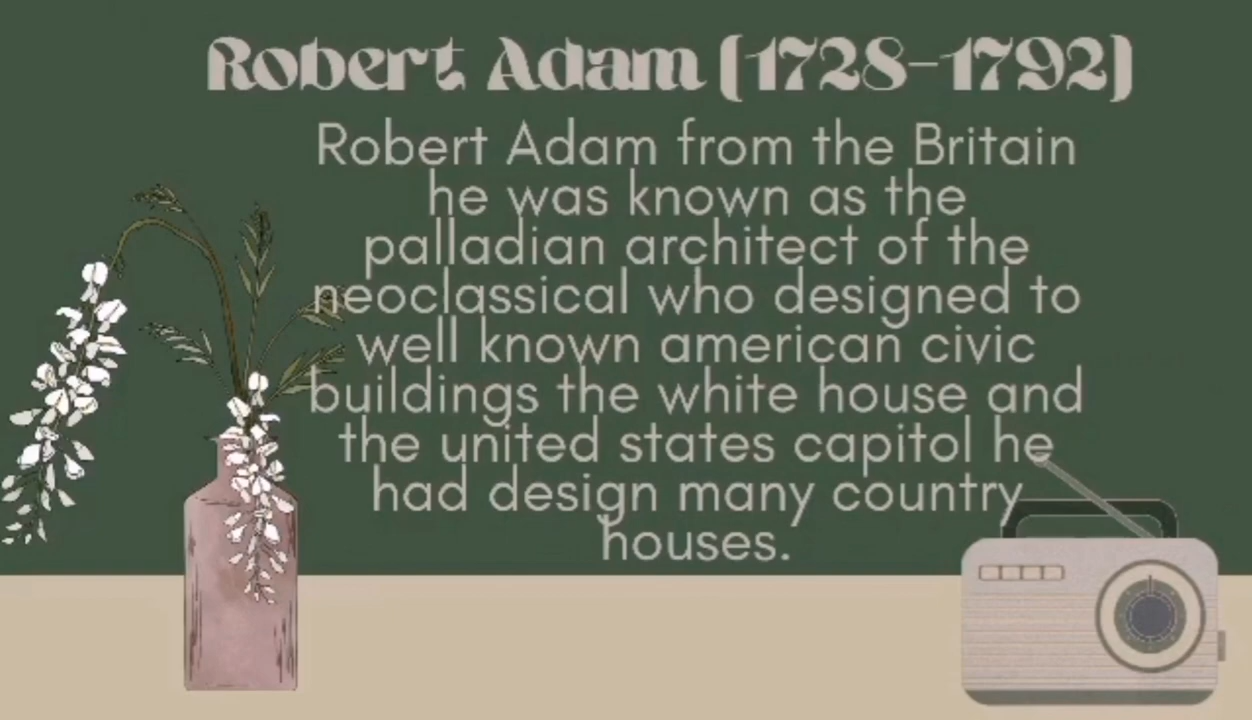 Robert Adam (1728-1792)
Robert Adam from the Britain
he was known as the
palladian architect of the
neoclassical who designed to
well known american civic
buildings the white house and
the united states capitol he
had design many country
houses.